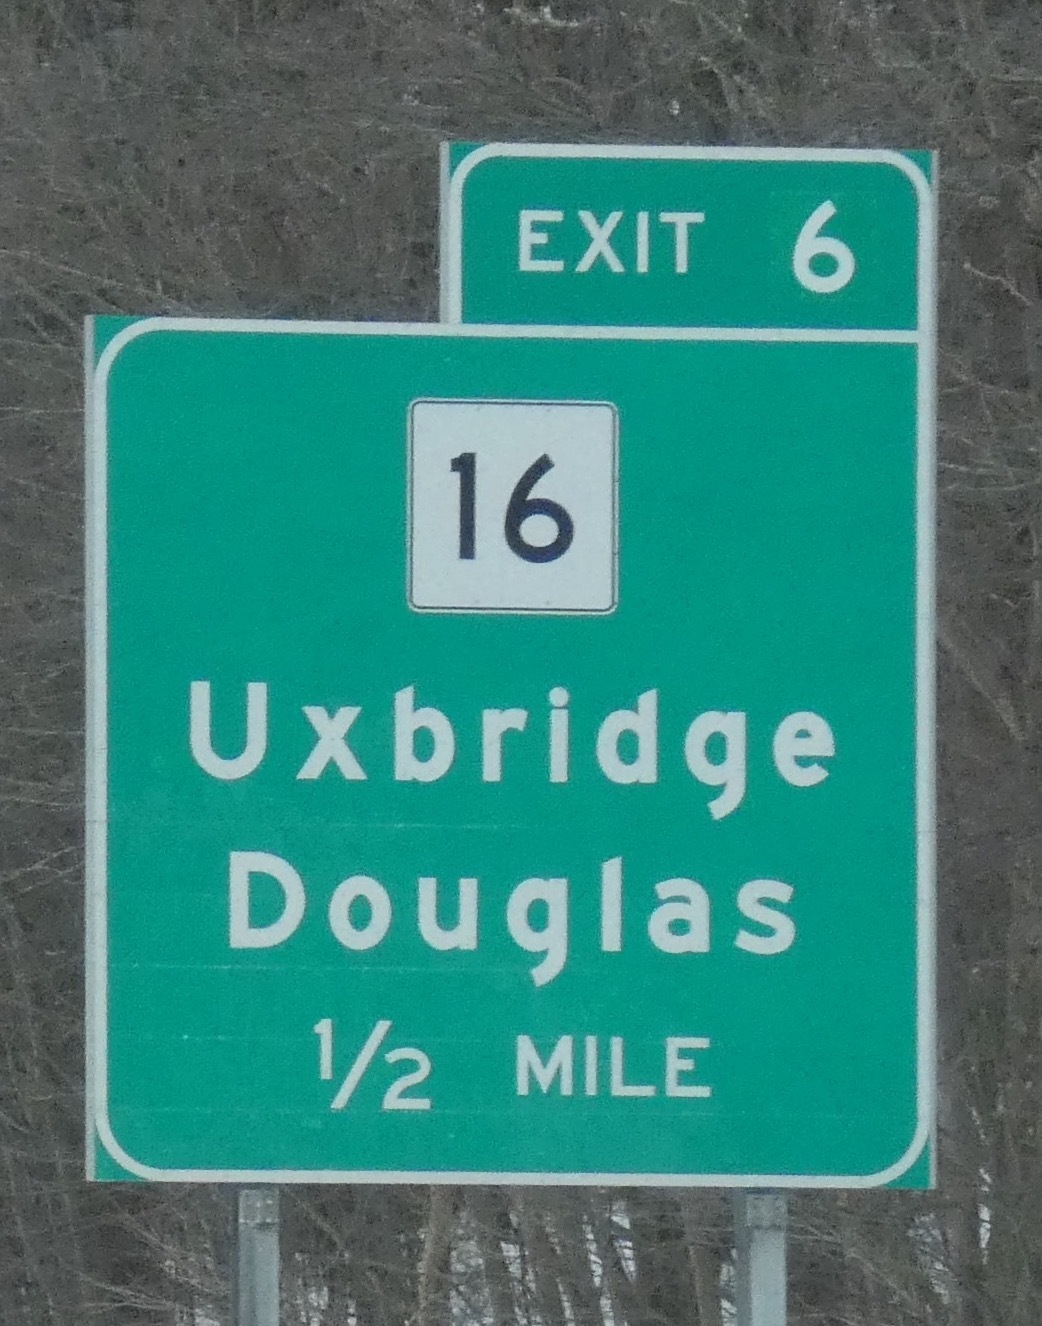 EXIT 6
16
Uxbridge
Douglas
1/2 MILE